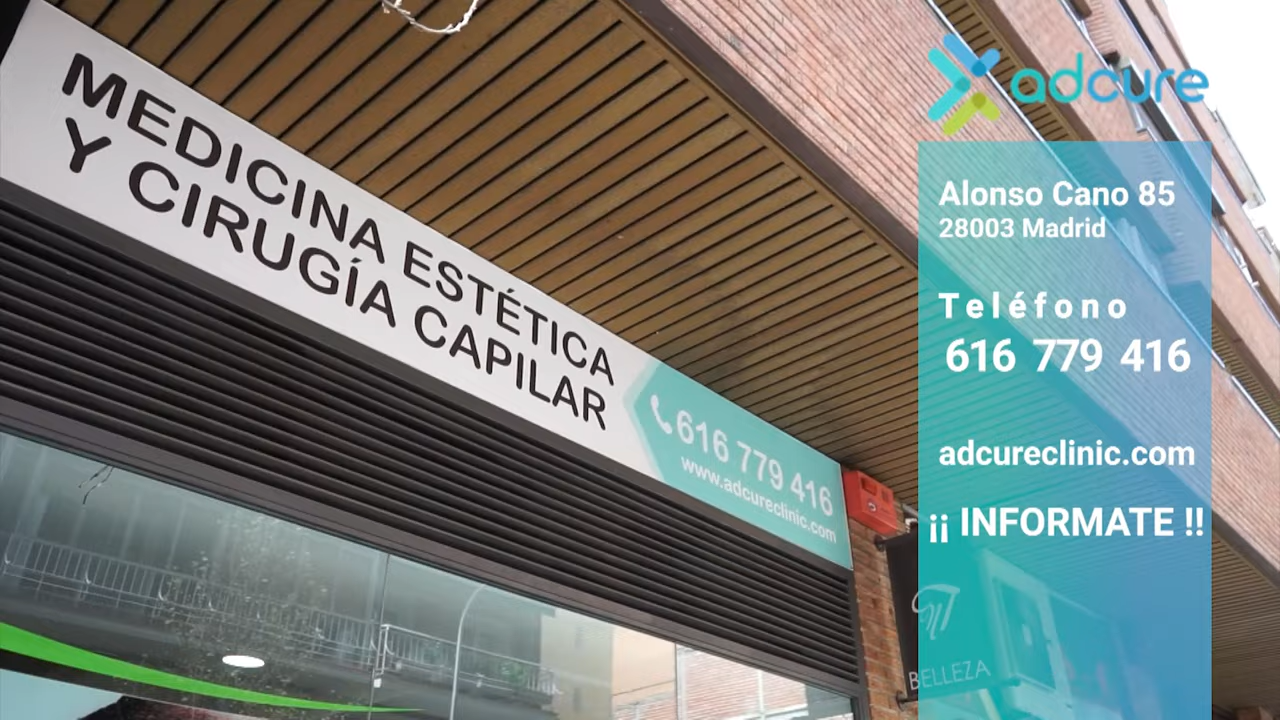 MEDICINA ESTÉTICA
Y CIRUGÍA CAPILAR
616 779 416
www.adcureclinic.com
BELLEZA
adcure
Alonso Cano 85
28003 Madrid
Teléfono
616 779 416
adcureclinic.com
¡¡ INFORMATE !!